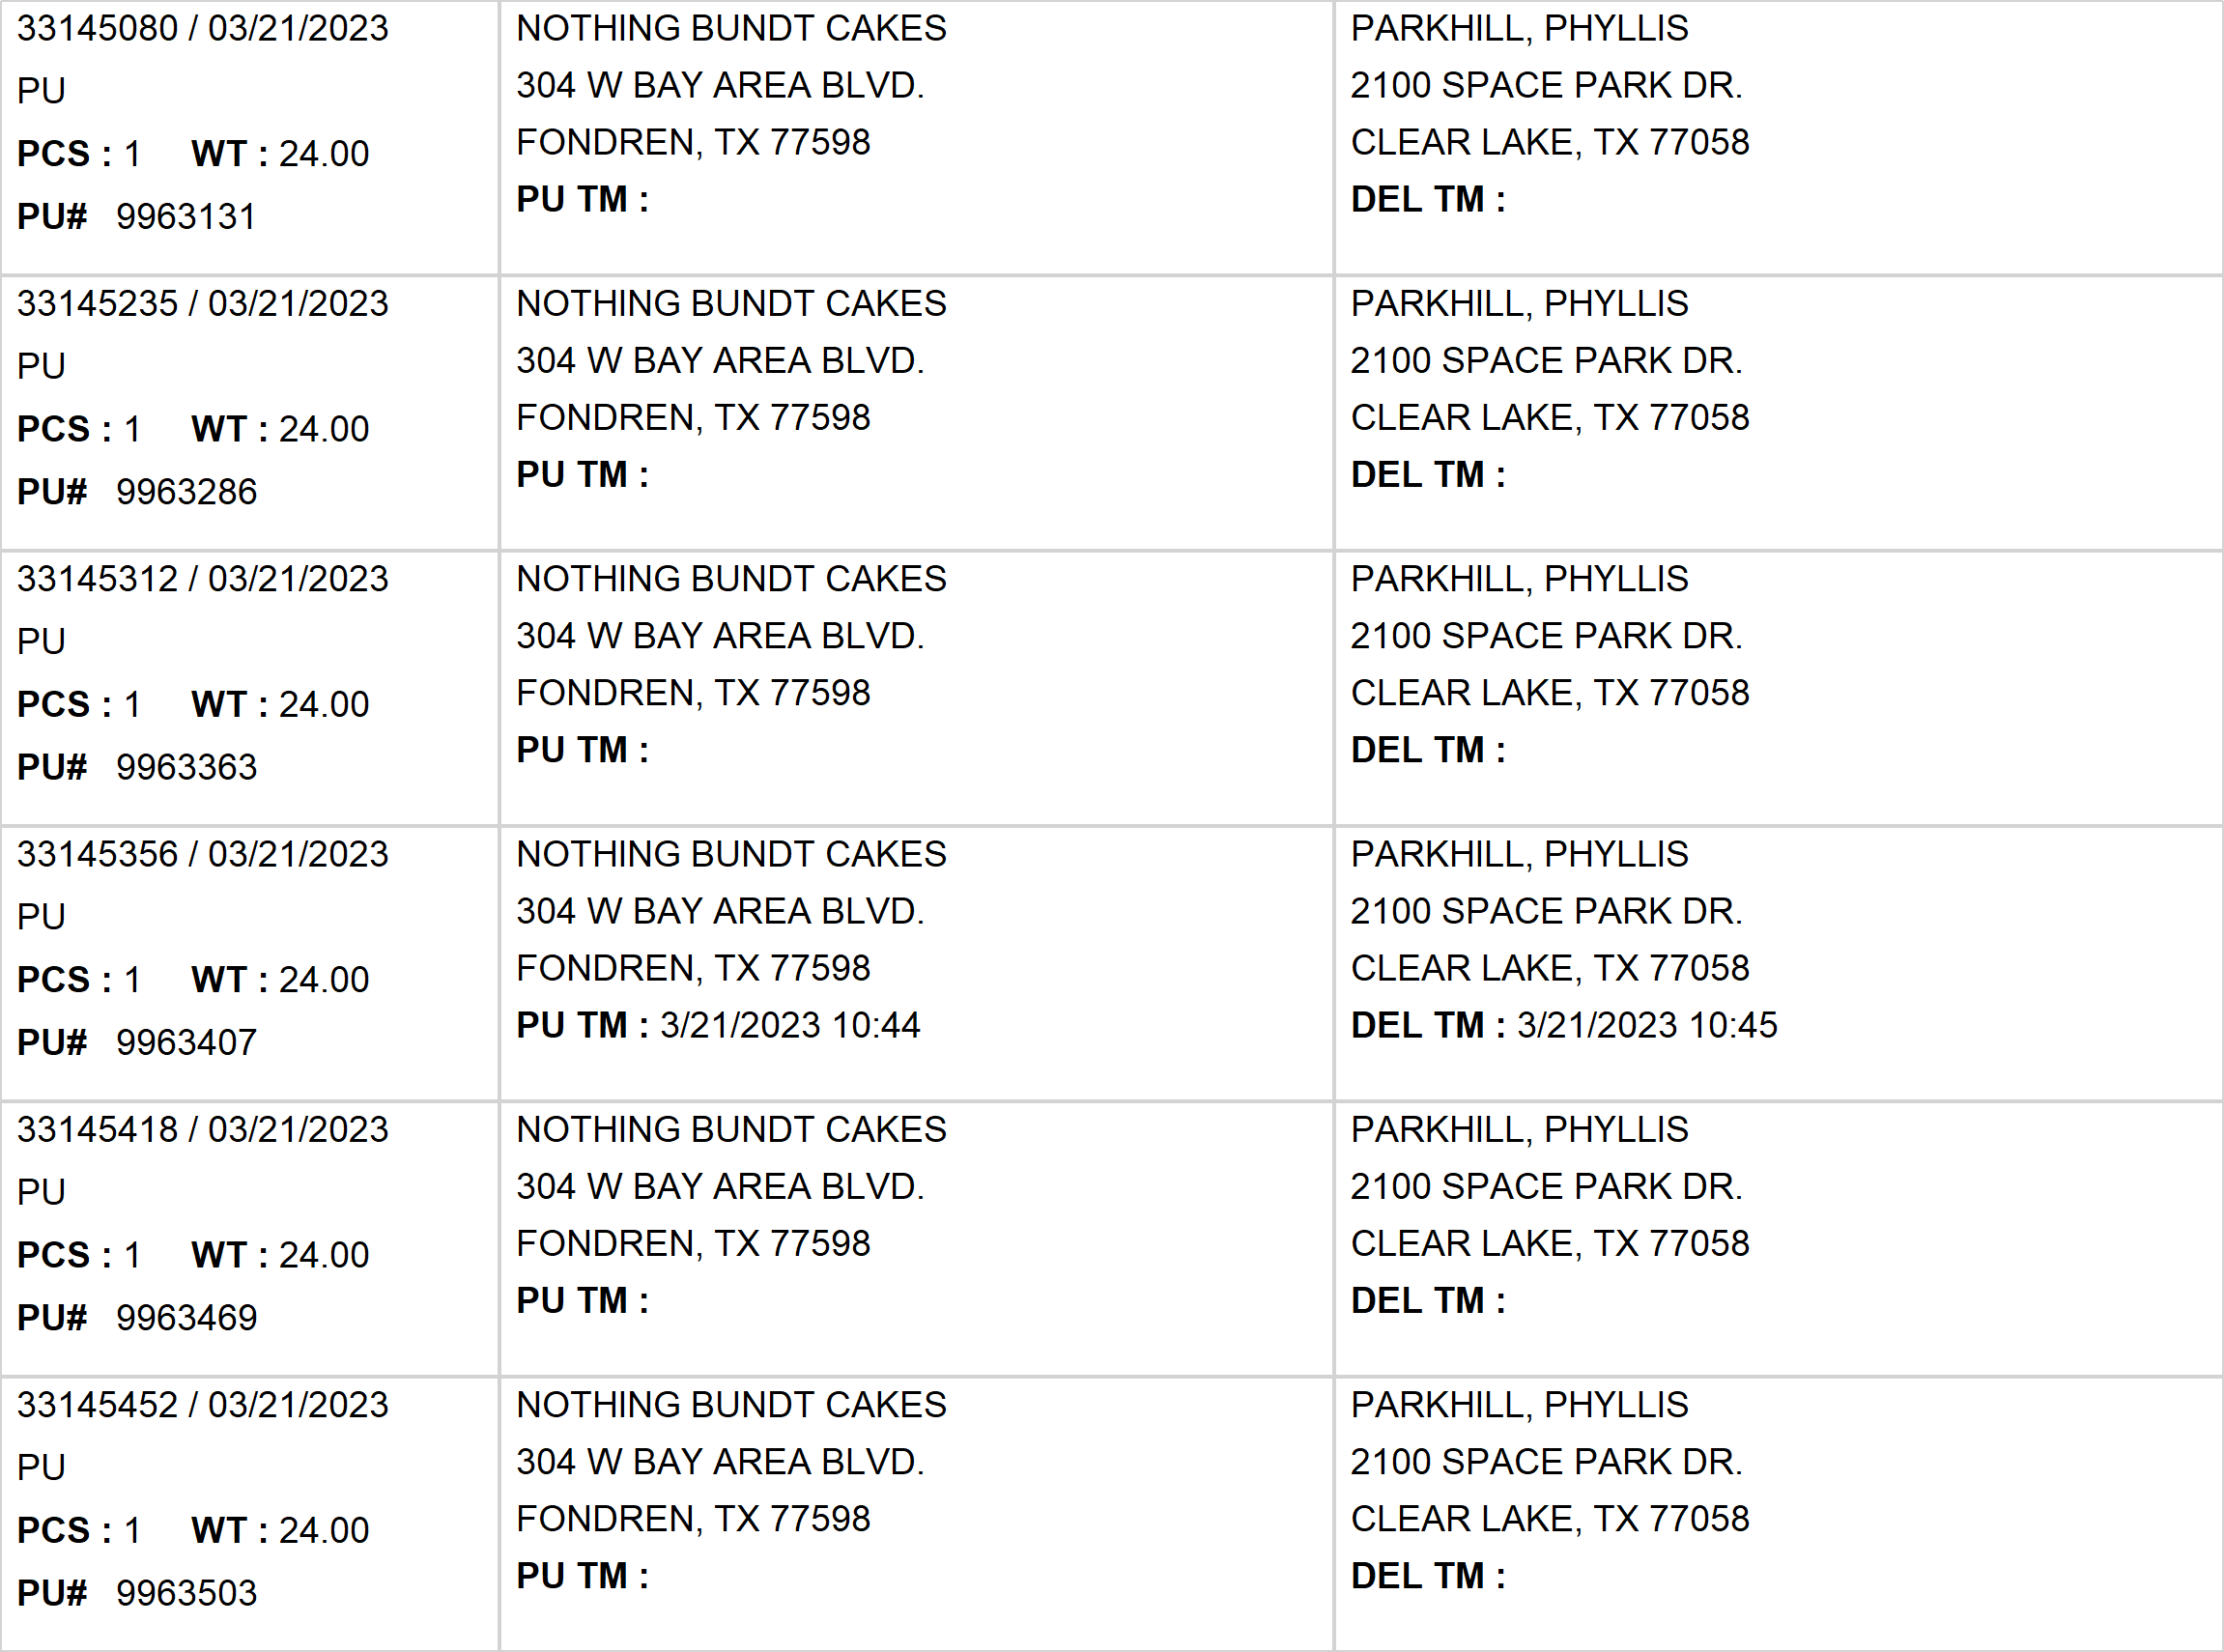 33145080 / 03/21/2023
PU
PCS : 1 WT : 24.00
PU# 9963131
NOTHING BUNDT CAKES
304 W BAY AREA BLVD.
FONDREN, TX 77598
PU TM :
PARKHILL, PHYLLIS
2100 SPACE PARK DR.
CLEAR LAKE, TX 77058
DEL TM :
33145235 / 03/21/2023
PU
PCS : 1 WT : 24.00
PU# 9963286
NOTHING BUNDT CAKES
304 W BAY AREA BLVD.
FONDREN, TX 77598
PU TM :
PARKHILL, PHYLLIS
2100 SPACE PARK DR.
CLEAR LAKE, TX 77058
DEL TM :
33145312 / 03/21/2023
PU
PCS : 1 WT : 24.00
PU# 9963363
NOTHING BUNDT CAKES
304 W BAY AREA BLVD.
FONDREN, TX 77598
PU TM :
PARKHILL, PHYLLIS
2100 SPACE PARK DR.
CLEAR LAKE, TX 77058
DEL TM :
33145356 / 03/21/2023
PU
PCS : 1 WT : 24.00
PU# 9963407
NOTHING BUNDT CAKES
304 W BAY AREA BLVD.
FONDREN, TX 77598
PU TM : 3/21/2023 10:44
PARKHILL, PHYLLIS
2100 SPACE PARK DR.
CLEAR LAKE, TX 77058
DEL TM : 3/21/2023 10:45
33145418 / 03/21/2023
PU
PCS : 1 WT : 24.00
PU# 9963469
NOTHING BUNDT CAKES
304 W BAY AREA BLVD.
FONDREN, TX 77598
PU TM :
PARKHILL, PHYLLIS
2100 SPACE PARK DR.
CLEAR LAKE, TX 77058
DEL TM :
33145452 / 03/21/2023
PU
PCS : 1 WT : 24.00
PU# 9963503
NOTHING BUNDT CAKES
304 W BAY AREA BLVD.
FONDREN, TX 77598
PU TM :
PARKHILL, PHYLLIS
2100 SPACE PARK DR.
CLEAR LAKE, TX 77058
DEL TM :